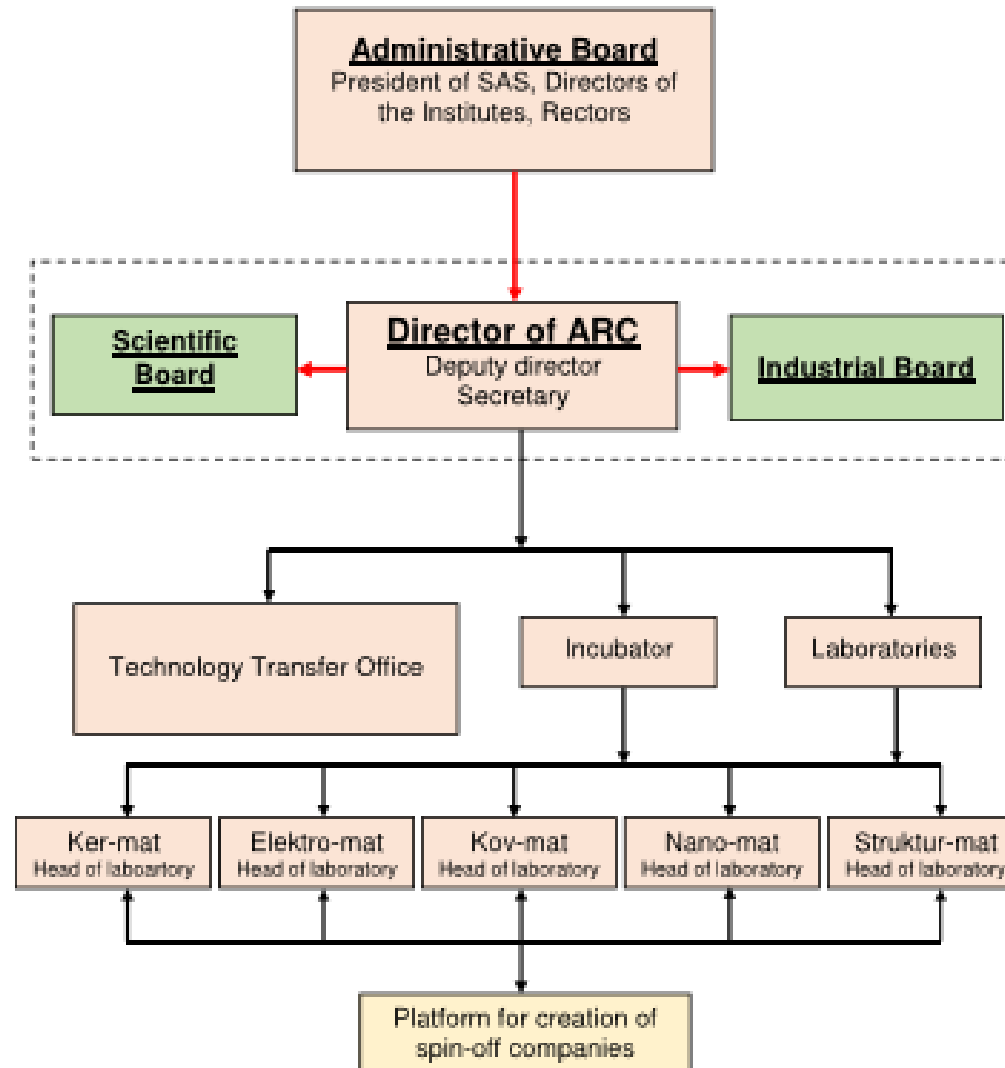 Administrative Board
President of SAS, Directors of
the Institutes, Rectors
Scientific
Board
Director of ARC
Deputy director
Secretary
Industrial Board
Technology Transfer Office
Incubator
Laboratories
Ker-mat
Head of laboartory
Elektro-mat
Head of laboratory
Kov-mat
Head of laboratory
Nano-mat
Head of laboratory
Struktur-mat
Head of laboratory
Platform for creation of
spin-off companies